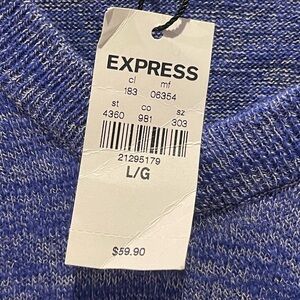 EXPRESS
cl mf
183 06354
st co sz
4360 981 303
21295179
L/G
$59.90